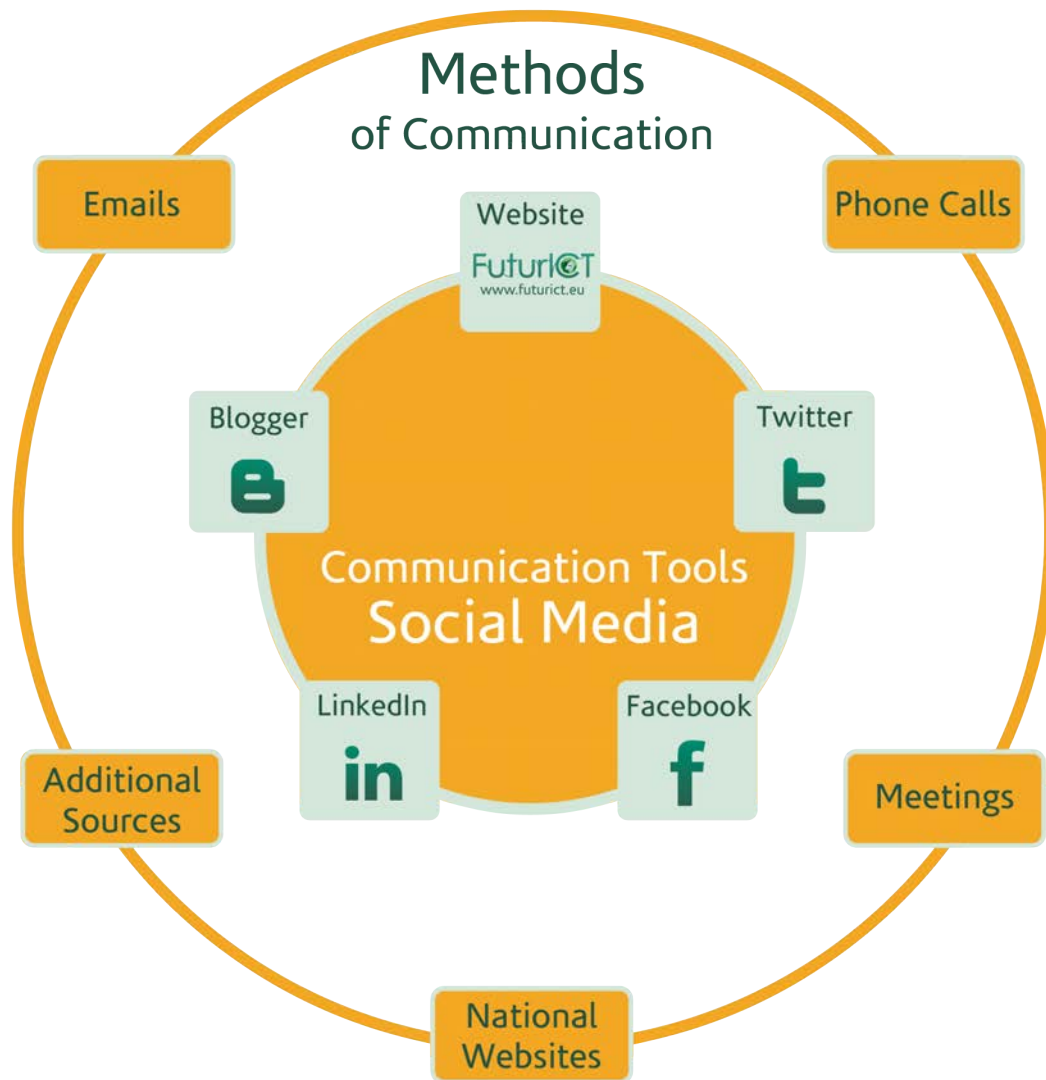 Methods
of Communication
Emails
Phone Calls
Website
FuturICT
www.futurict.eu
Blogger
Twitter
Communication Tools
Social Media
LinkedIn
in
Facebook
f
Additional
Sources
Meetings
National
Websites